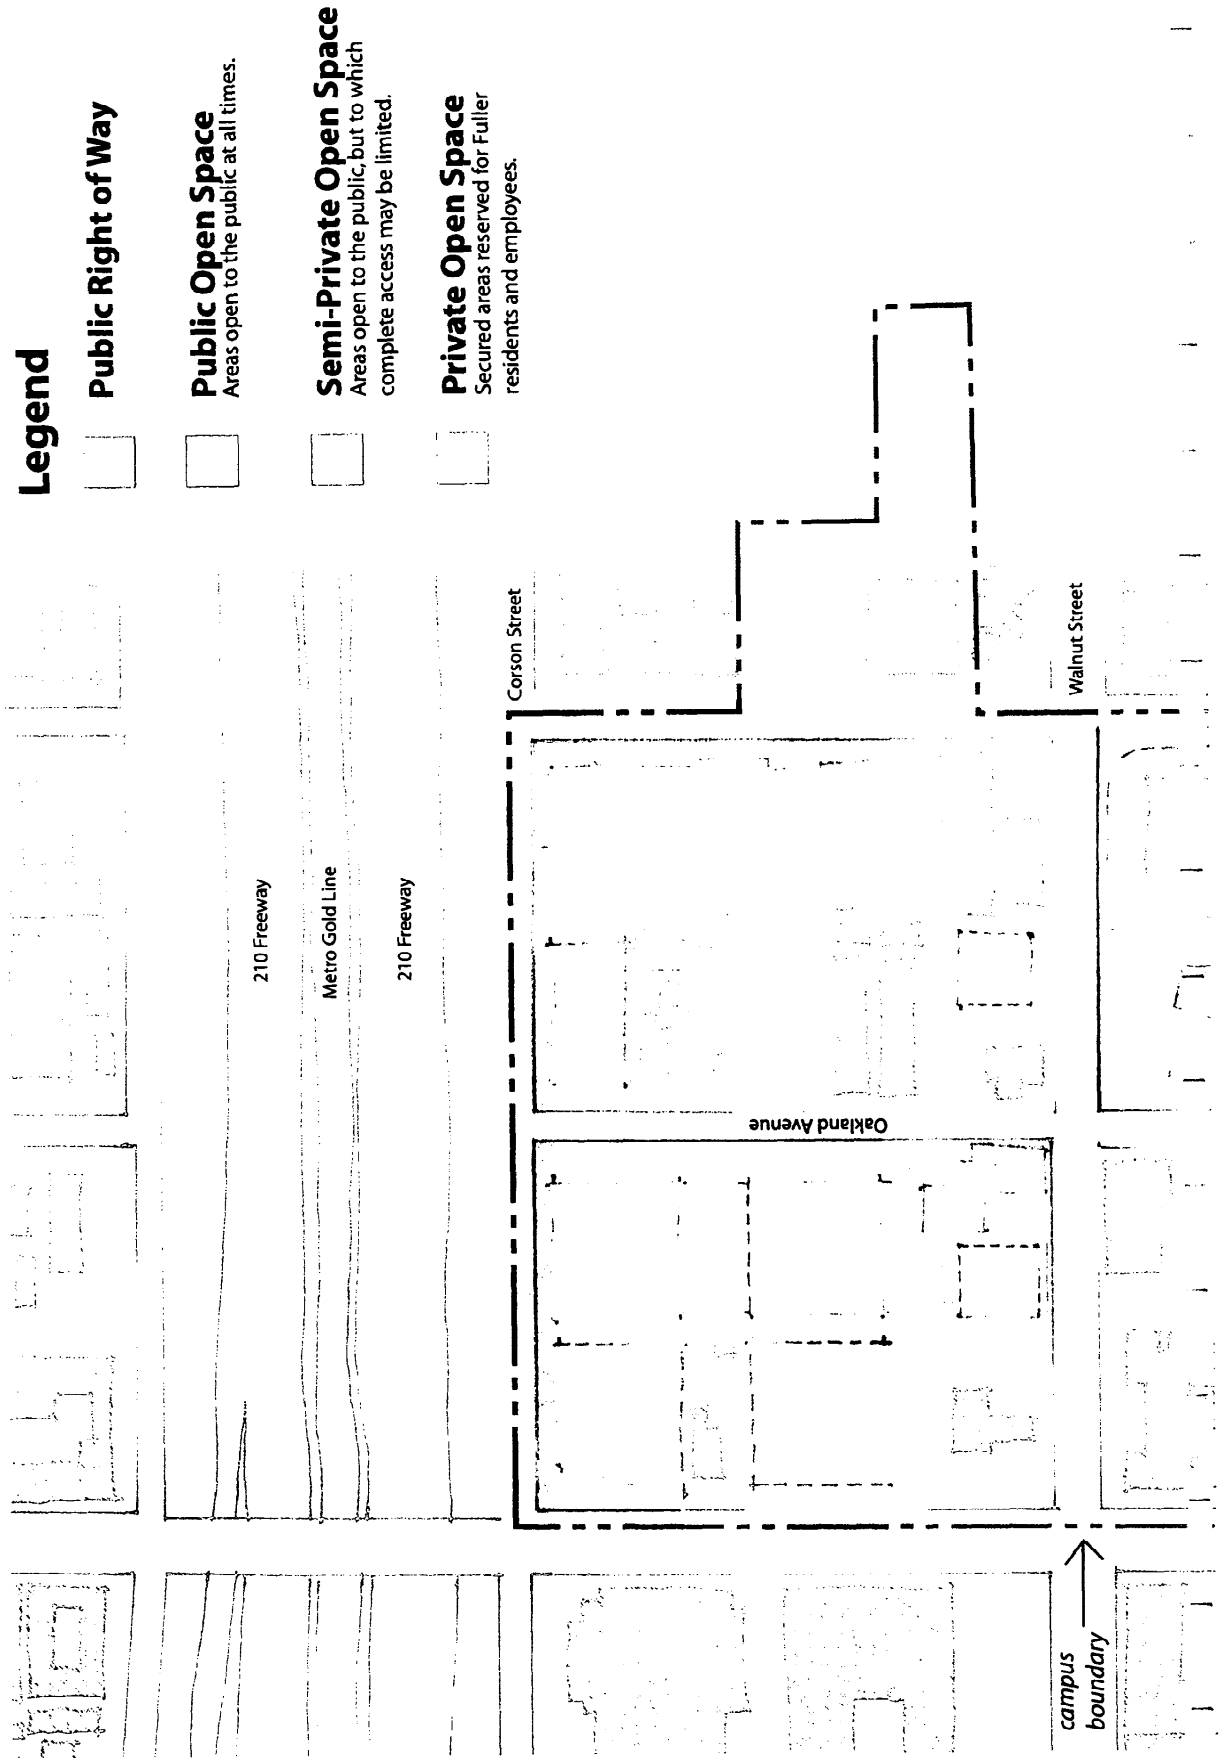 Legend
Public Right of Way
Public Open Space
Areas open to the public at all times.
Semi-Private Open Space
Areas open to the public, but to which
complete access may be limited.
Private Open Space
Secured areas reserved for Fuller
residents and employees.
210 Freeway
Metro Gold Line
210 Freeway
Corson Street
Oakland Avenue
Walnut Street
campus
boundary